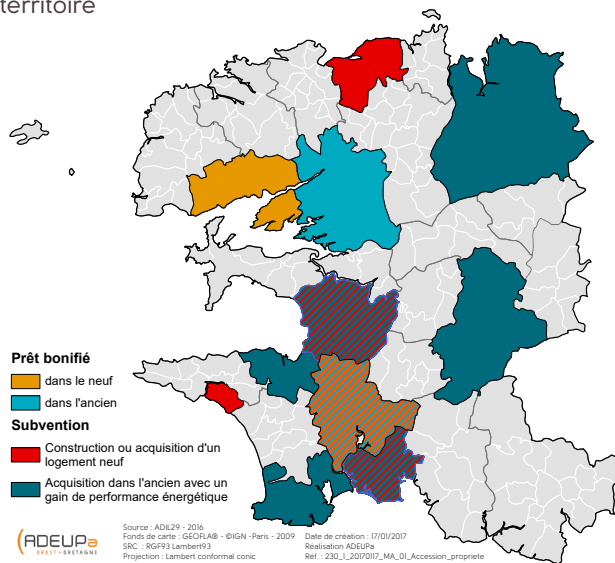 territoire
Prêt bonifié
dans le neuf
dans l'ancien
Subvention
Construction ou acquisition d'un
logement neuf
Acquisition dans l'ancien avec un
gain de performance énergétique
ADEUPa
BREST • BRETAGNE
Source : ADIL29 - 2016
Fonds de carte : GEOFLA® - ©IGN -Paris - 2009
SRC : RGF93 Lambert93
Projection : Lambert conformal conic
Date de création : 17/01/2017
Réalisation ADEUPa
Réf. : 230_1_20170117_MA_01_Accession_propriete